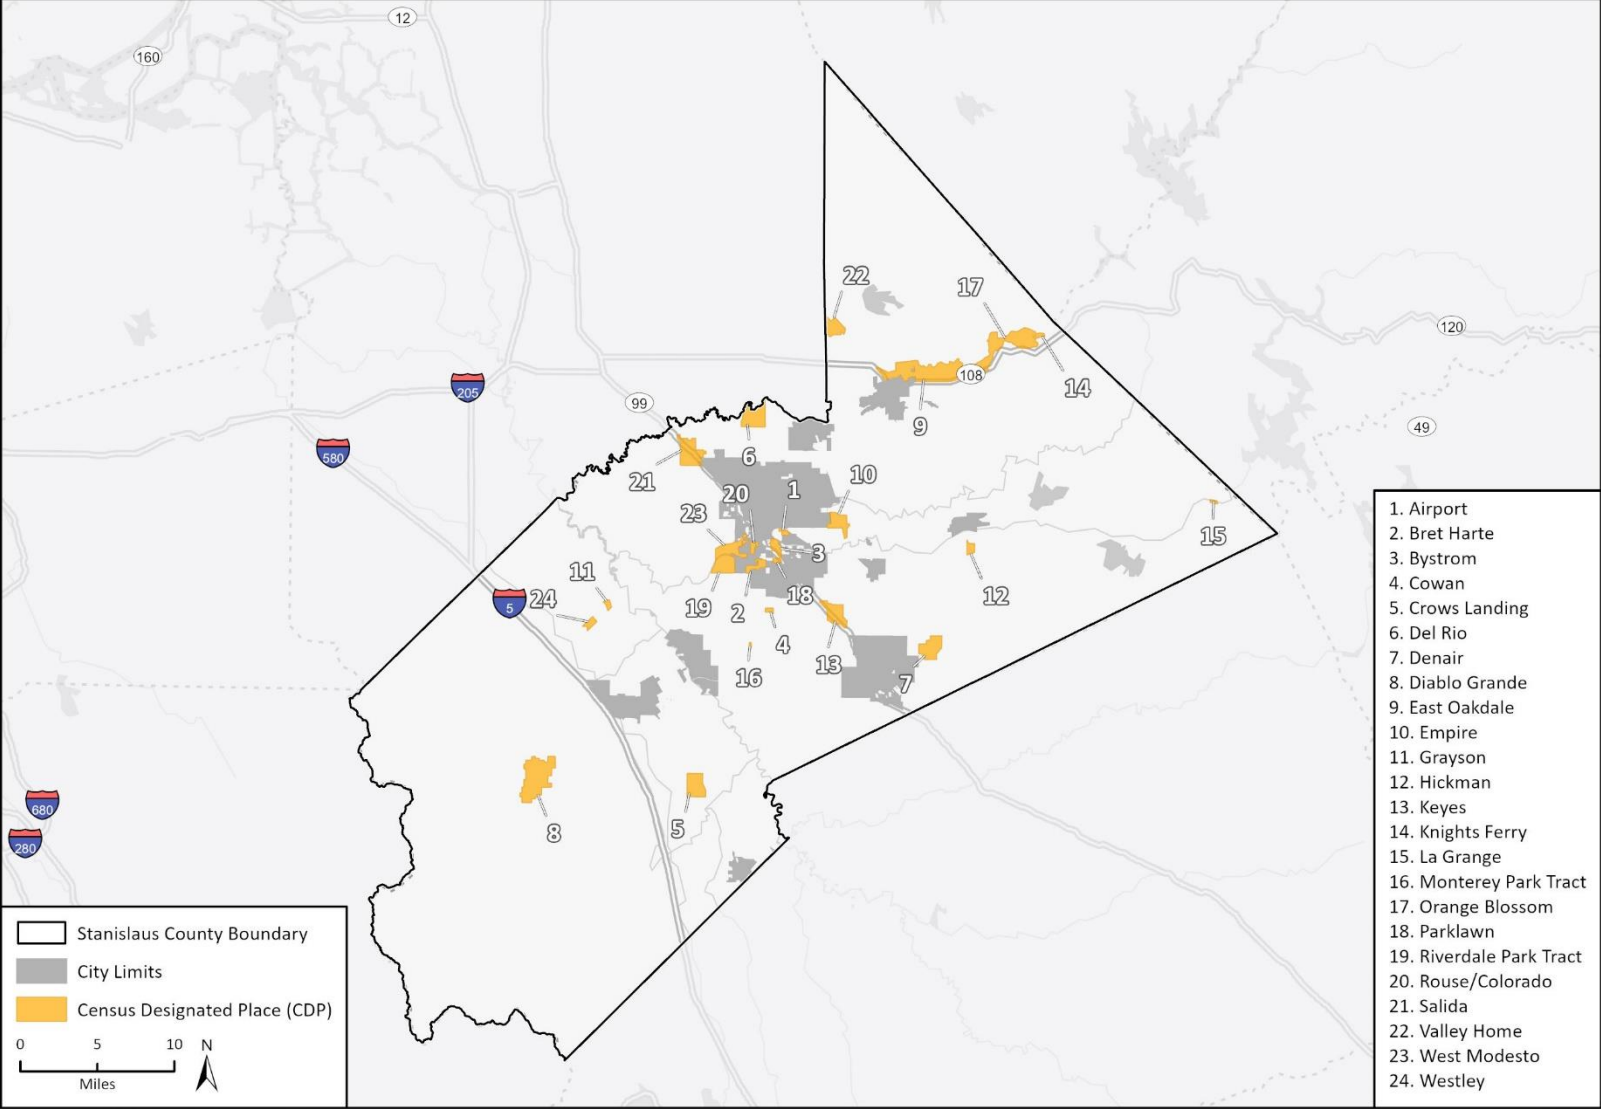 12
160
22
17
120
108
14
205
99
9
49
580
6
21
10
20
1
23
3
15
11
24
5
19
2
18
12
4
16
13
7
8
5
680
280
1. Airport
2. Bret Harte
3. Bystrom
4. Cowan
5. Crows Landing
6. Del Rio
7. Denair
8. Diablo Grande
9. East Oakdale
10. Empire
11. Grayson
12. Hickman
13. Keyes
14. Knights Ferry
15. La Grange
16. Monterey Park Tract
17. Orange Blossom
18. Parklawn
19. Riverdale Park Tract
20. Rouse/Colorado
21. Salida
22. Valley Home
23. West Modesto
24. Westley
Stanislaus County Boundary
City Limits
Census Designated Place (CDP)
0 5 10 N
Miles